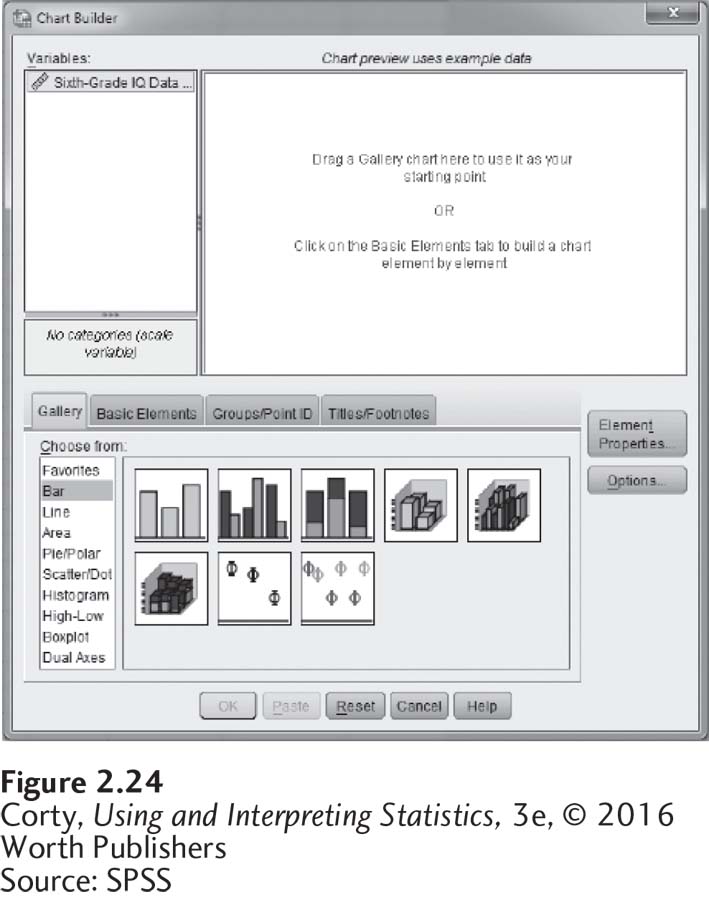 Chart Builder
Variables:
Chart preview uses example data
Sixth-Grade IQ Data ...
Drag a Gallery chart here to use it as your
starting point
OR
Click on the Basic Elements tab to build a chart
element by element
No categories (scale
variable)
Gallery
Basic Elements
Groups/Point ID
Titles/Footnotes
Element
Properties...
Options...
Choose from:
Favorites
Bar
Line
Area
Pie/Polar
Scatter/Dot
Histogram
High-Low
Boxplot
Dual Axes
OK
Paste
Reset
Cancel
Help
Figure 2.24
Corty, Using and Interpreting Statistics, 3e, © 2016
Worth Publishers
Source: SPSS